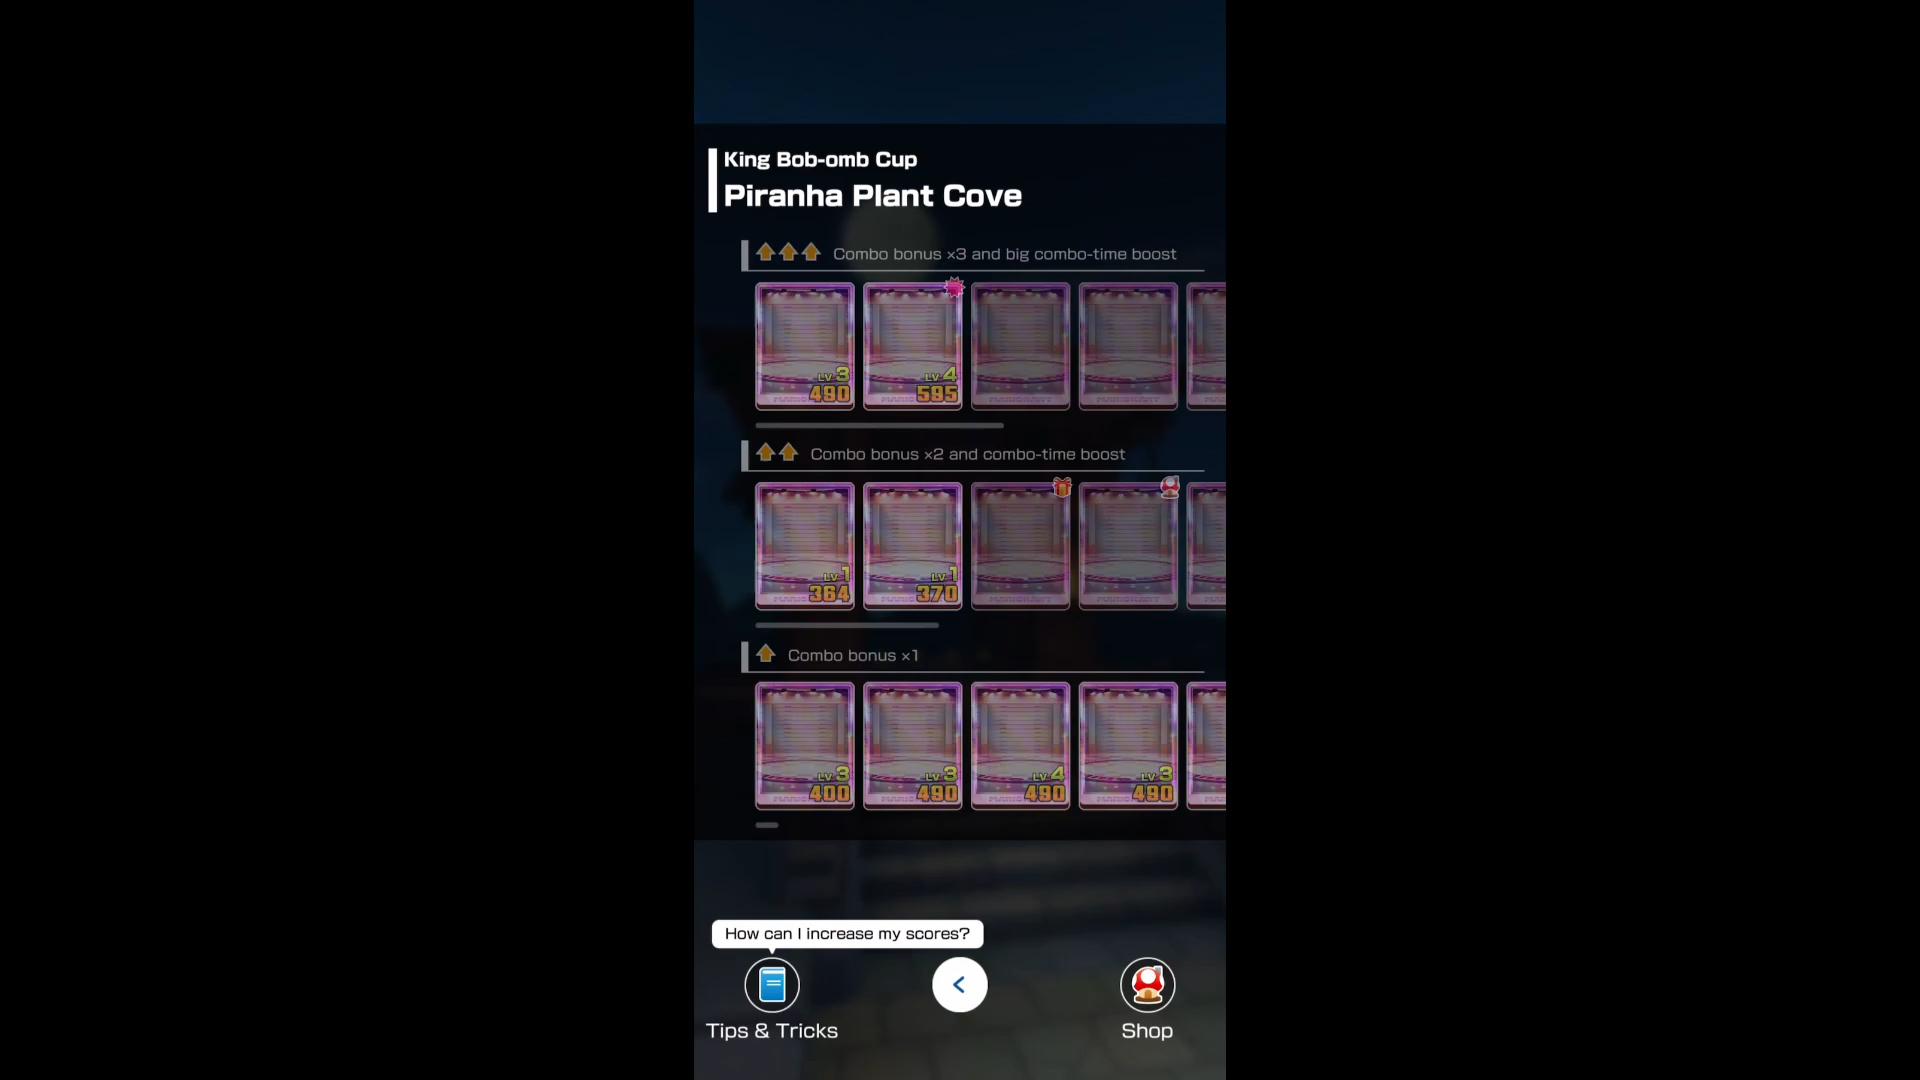 King Bob-omb Cup
Piranha Plant Cove
Combo bonus ×3 and big combo-time boost
LV 3
490
LV 4
595
Combo bonus ×2 and combo-time boost
LV 1
364
LV 1
370
Combo bonus ×1
LV 3
400
LV 3
490
LV 4
490
LV 3
490
How can I increase my scores?
Tips & Tricks
<
Shop